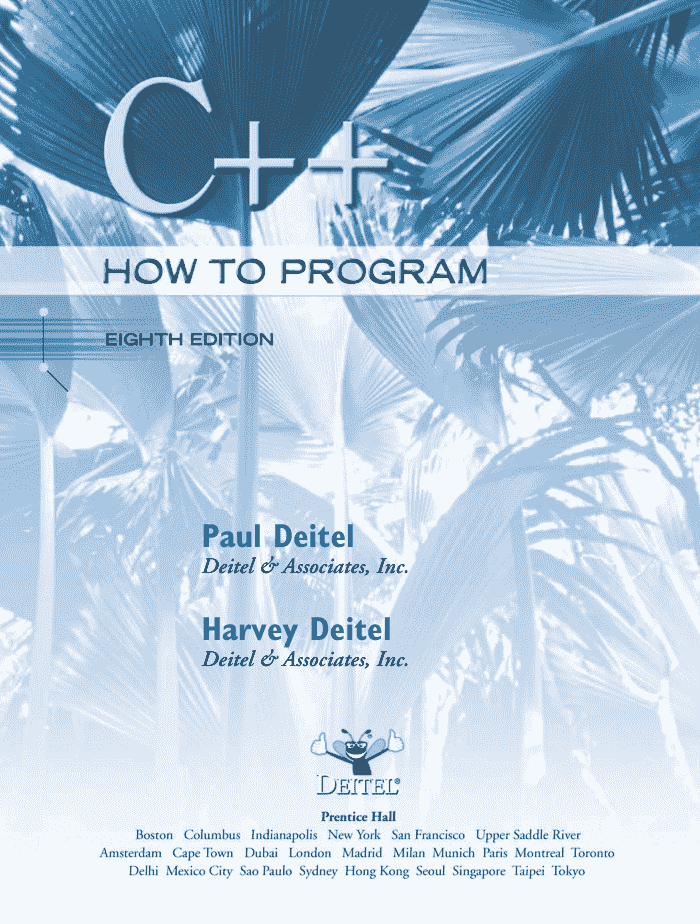 C++
HOW TO PROGRAM
EIGHTH EDITION
Paul Deitel
Deitel & Associates, Inc.
Harvey Deitel
Deitel & Associates, Inc.
DEITEL®
Prentice Hall
Boston Columbus Indianapolis New York San Francisco Upper Saddle River
Amsterdam Cape Town Dubai London Madrid Milan Munich Paris Montreal Toronto
Delhi Mexico City Sao Paulo Sydney Hong Kong Seoul Singapore Taipei Tokyo